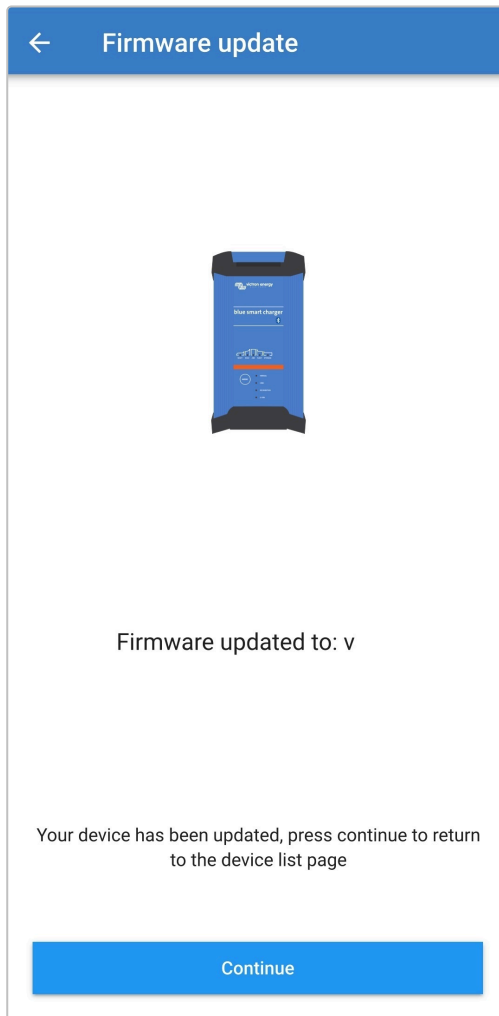 Firmware update
victron energy
blue smart charger
Firmware updated to: v
Your device has been updated, press continue to return
to the device list page
Continue